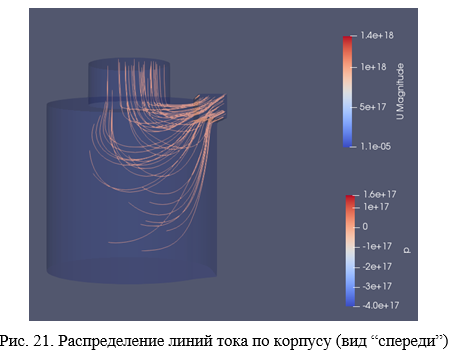 1.4e+18
1e+18
5e+17
1.1e-05
U Magnitude
1.6e+17
1e+17
0
-1e+17
-2e+17
-3e+17
-4.0e+17
p
Рис. 21. Распределение линий тока по корпусу (вид “спереди”)